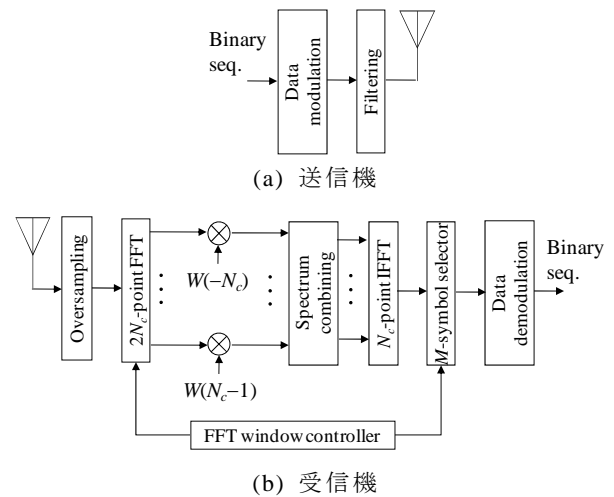 Binary
seq.
Data
modulation
Filtering
(a) 送信機
Oversampling
2Nc-point FFT
W(−Nc)
W(Nc−1)
Spectrum
combining
Nc-point IFFT
M-symbol selector
Data
demodulation
Binary
seq.
FFT window controller
(b) 受信機